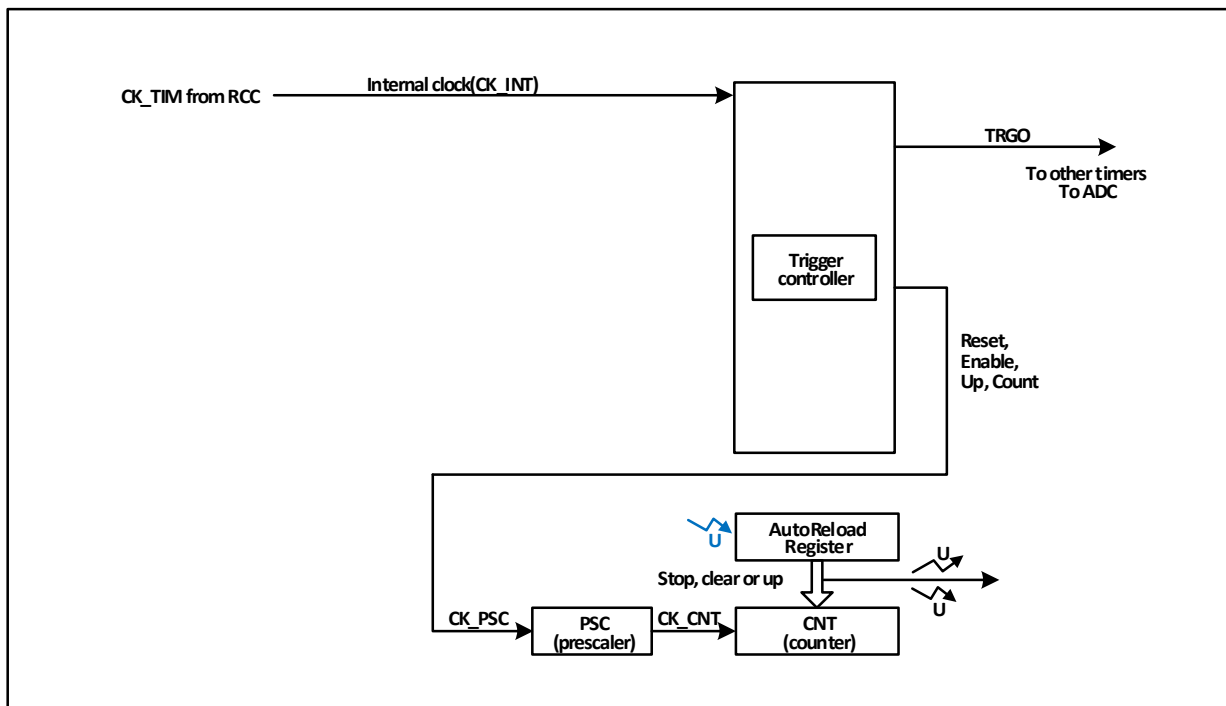 Internal clock(CK_INT)
CK_TIM from RCC
TRGO
To other timers
To ADC
Trigger
controller
Reset,
Enable,
Up, Count
AutoReload
Register
U
Stop, clear or up
U
U
CK_PSC
PSC
(prescaler)
CK_CNT
CNT
(counter)